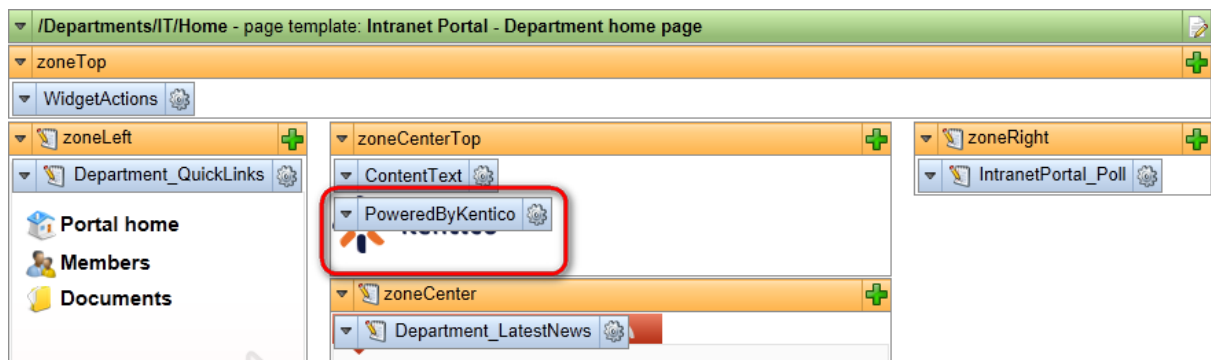 /Departments/IT/Home - page template: Intranet Portal - Department home page
zoneTop
WidgetActions
zoneLeft
Department_QuickLinks
Portal home
Members
Documents
zoneCenterTop
ContentText
PoweredByKentico
zoneCenter
Department_LatestNews
zoneRight
IntranetPortal_Poll